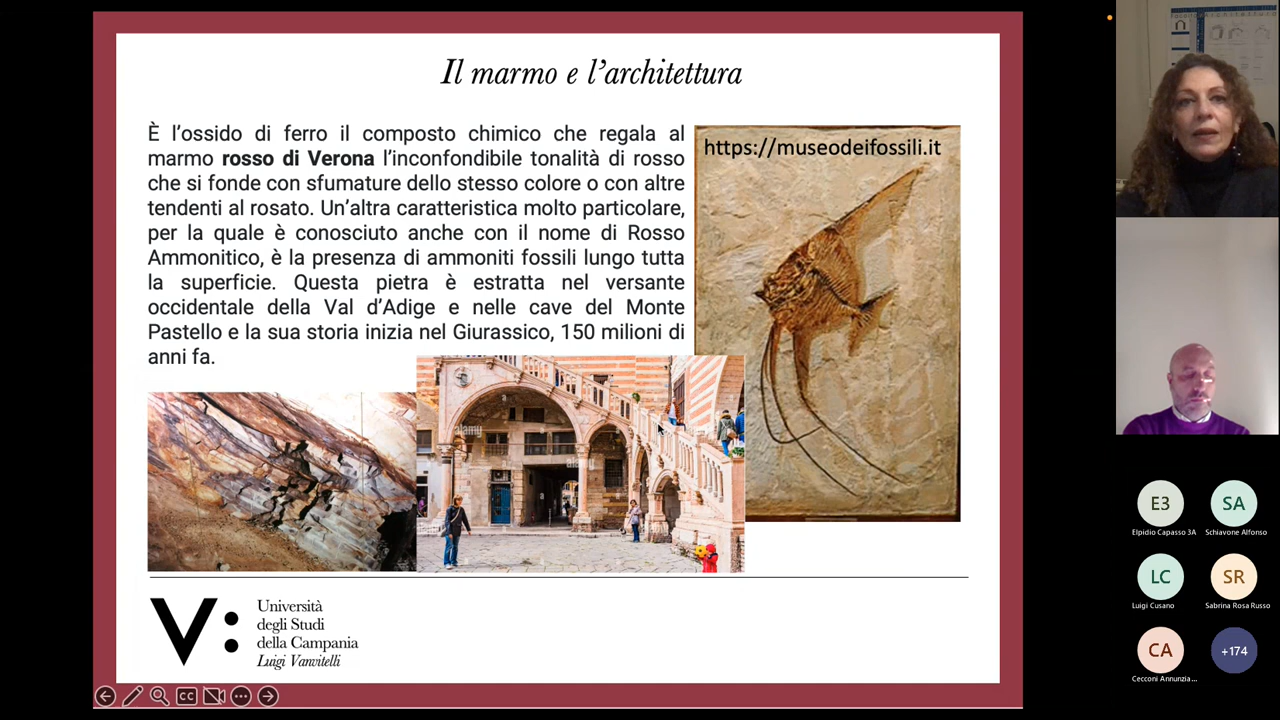 Il marmo e l’architettura
È l’ossido di ferro il composto chimico che regala al
marmo rosso di Verona l’inconfondibile tonalità di rosso
che si fonde con sfumature dello stesso colore o con altre
tendenti al rosato. Un’altra caratteristica molto particolare,
per la quale è conosciuto anche con il nome di Rosso
Ammonitico, è la presenza di ammoniti fossili lungo tutta
la superficie. Questa pietra è estratta nel versante
occidentale della Val d’Adige e nelle cave del Monte
Pastello e la sua storia inizia nel Giurassico, 150 milioni di
anni fa.
https://museodeifossili.it
a
alamy
alamy
a
V:
Università
degli Studi
della Campania
Luigi Vanvitelli
CC
E3
Elpidio Capasso 3A
SA
Schiavone Alfonso
LC
Luigi Cusano
SR
Sabrina Rosa Russo
CA
Cecconi Annunzia...
+174